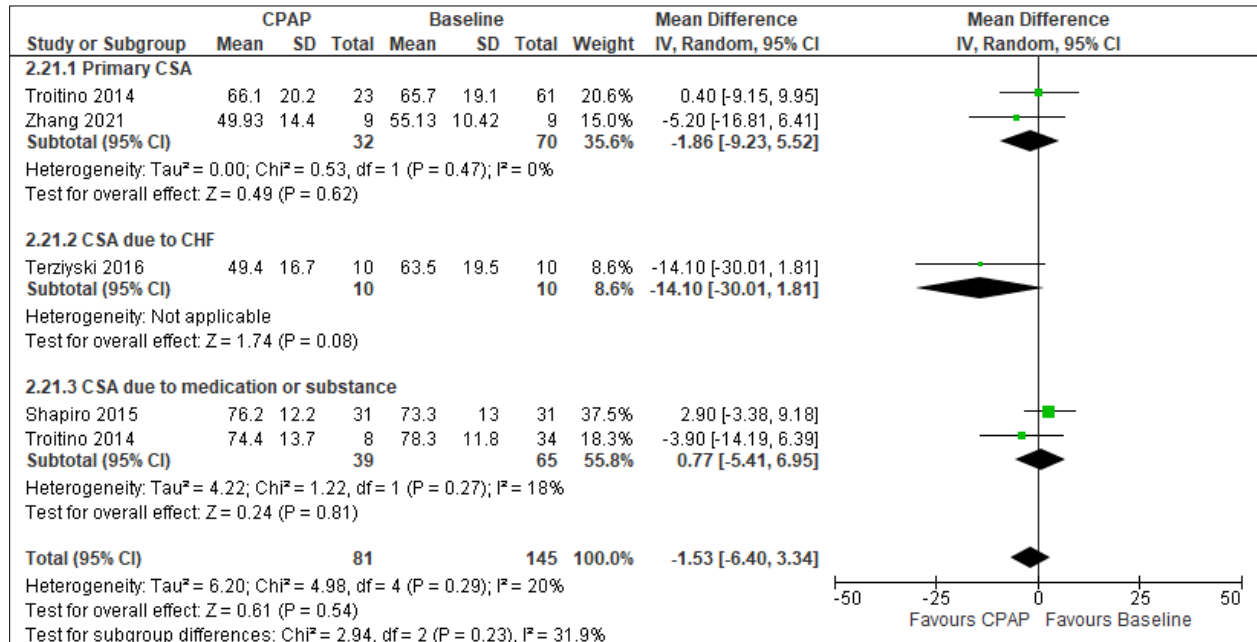 CPAP Baseline Mean Difference Mean Difference
Study or Subgroup Mean SD Total Mean SD Total Weight IV, Random, 95% CI IV, Random, 95% CI
2.21.1 Primary CSA
Troitino 2014 66.1 20.2 23 65.7 19.1 61 20.6% 0.40 [-9.15, 9.95]
Zhang 2021 49.93 14.4 9 55.13 10.42 9 15.0% -5.20 [-16.81, 6.41]
Subtotal (95% CI) 32 70 35.6% -1.86 [-9.23, 5.52]
Heterogeneity: Tau² = 0.00; Chi² = 0.53, df = 1 (P = 0.47); I² = 0%
Test for overall effect: Z = 0.49 (P = 0.62)
2.21.2 CSA due to CHF
Terziyski 2016 49.4 16.7 10 63.5 19.5 10 8.6% -14.10 [-30.01, 1.81]
Subtotal (95% CI) 10 10 8.6% -14.10 [-30.01, 1.81]
Heterogeneity: Not applicable
Test for overall effect: Z = 1.74 (P = 0.08)
2.21.3 CSA due to medication or substance
Shapiro 2015 76.2 12.2 31 73.3 13 31 37.5% 2.90 [-3.38, 9.18]
Troitino 2014 74.4 13.7 8 78.3 11.8 34 18.3% -3.90 [-14.19, 6.39]
Subtotal (95% CI) 39 65 55.8% 0.77 [-5.41, 6.95]
Heterogeneity: Tau² = 4.22; Chi² = 1.22, df = 1 (P = 0.27); I² = 18%
Test for overall effect: Z = 0.24 (P = 0.81)
Total (95% CI) 81 145 100.0% -1.53 [-6.40, 3.34]
Heterogeneity: Tau² = 6.20; Chi² = 4.98, df = 4 (P = 0.29); I² = 20%
Test for overall effect: Z = 0.61 (P = 0.54)
Test for subgroup differences: Chi² = 2.94, df = 2 (P = 0.23), I² = 31.9%
-50 -25 0 25 50
Favours CPAP Favours Baseline